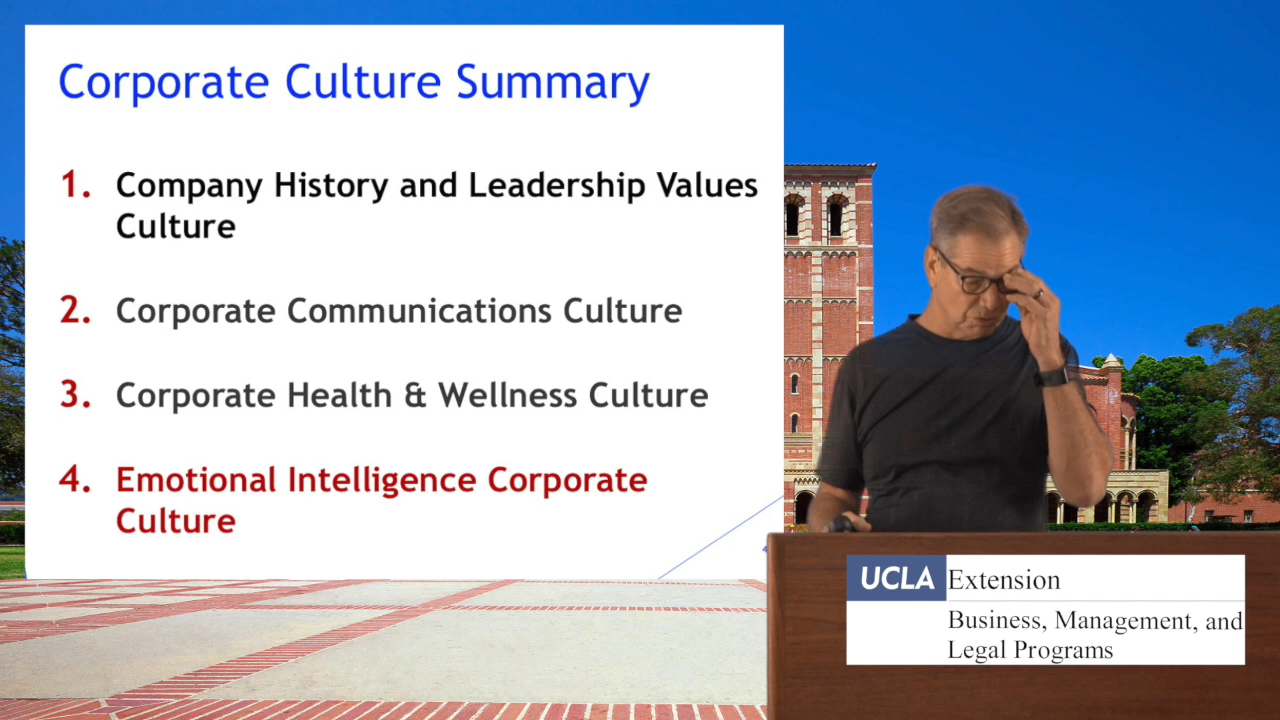 Corporate Culture Summary
1. Company History and Leadership Values
Culture
2. Corporate Communications Culture
3. Corporate Health & Wellness Culture
4. Emotional Intelligence Corporate
Culture
UCLA Extension
Business, Management, and
Legal Programs